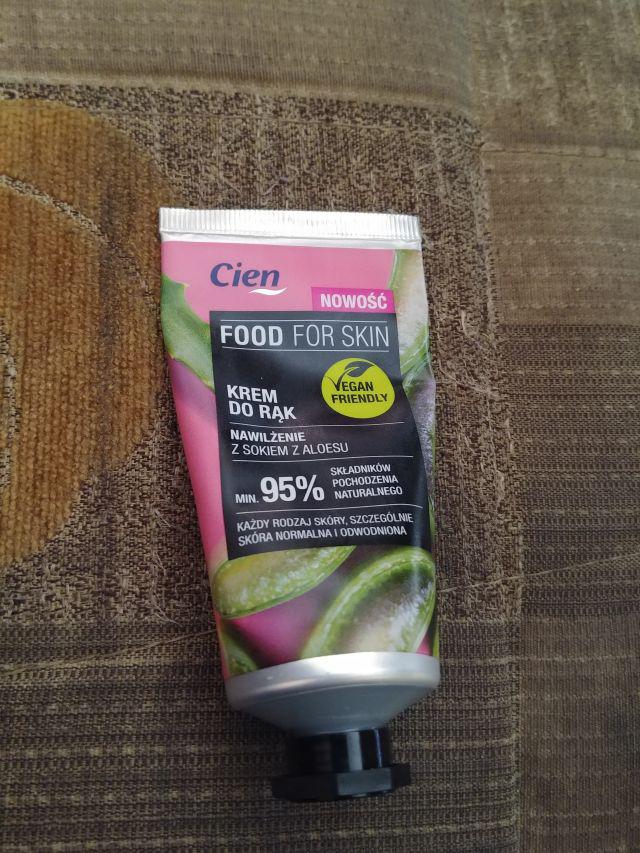 Cien
NOWOŚĆ
FOOD FOR SKIN
VEGAN
FRIENDLY
KREM
DO RĄK
NAWILŻENIE
Z SOKIEM Z ALOESU
MIN. 95%
SKŁADNIKÓW
POCHODZENIA
NATURALNEGO
KAŻDY RODZAJ SKÓRY, SZCZEGÓLNIE
SKÓRA NORMALNA I ODWODNIONA